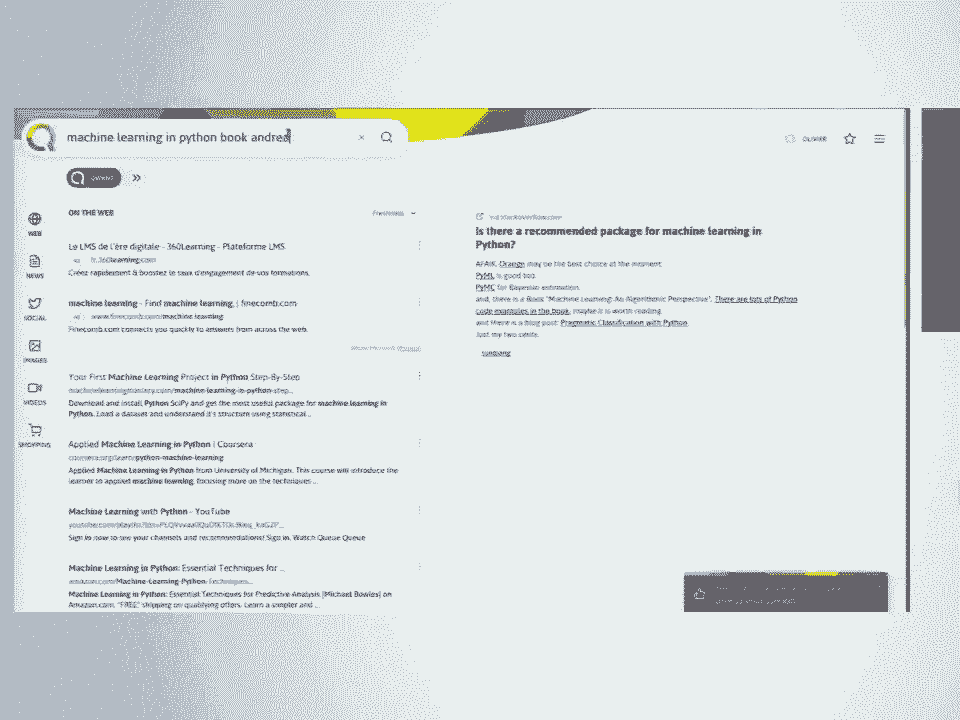 machine learning in python book andrea
OLIVIER
WEB
NEWS
SOCIAL
IMAGES
VIDEOS
SHOPPING
ON THE WEB
Le LMS de l'ère digitale - 360Learning - Plateforme LMS
fr.360learning.com
Créez rapidement & boostez le taux d'engagement de vos formations.
machine learning - Find machine learning. | finecomb.com
www.finecomb.com/machine learning
Finecomb.com connects you quickly to answers from across the web.
Your First Machine Learning Project in Python Step-By-Step
machinelearningmastery.com/machine-learning-in-python-step...
Download and install Python SciPy and get the most useful package for machine learning in
Python. Load a dataset and understand it's structure using statistical...
Applied Machine Learning in Python | Coursera
coursera.org/learn/python-machine-learning
Applied Machine Learning in Python from University of Michigan. This course will introduce the
learner to applied machine learning, focusing more on the techniques ...
Machine Learning with Python - YouTube
Sign in now to see your channels and recommendations! Sign in. Watch Queue Queue
Machine Learning in Python: Essential Techniques for ...
amazon.com/Machine-Learning-Python-Techniques...
Machine Learning in Python: Essential Techniques for Predictive Analysis [Michael Bowles] on
Amazon.com. *FREE* shipping on qualifying offers. Learn a simpler and ...
via stackoverflow.com
Is there a recommended package for machine learning in
Python?
AFAIR, Orange may be the best choice at the moment.
PyML is good too.
PyMC for Bayesian estimation.
and, there is a Book "Machine Learning: An Algorithmic Perspective". There are lots of Python
code examples in the book, maybe it is worth reading.
and there is a blog post: Pragmatic Classification with Python.
Just my two cents.
sunqiang